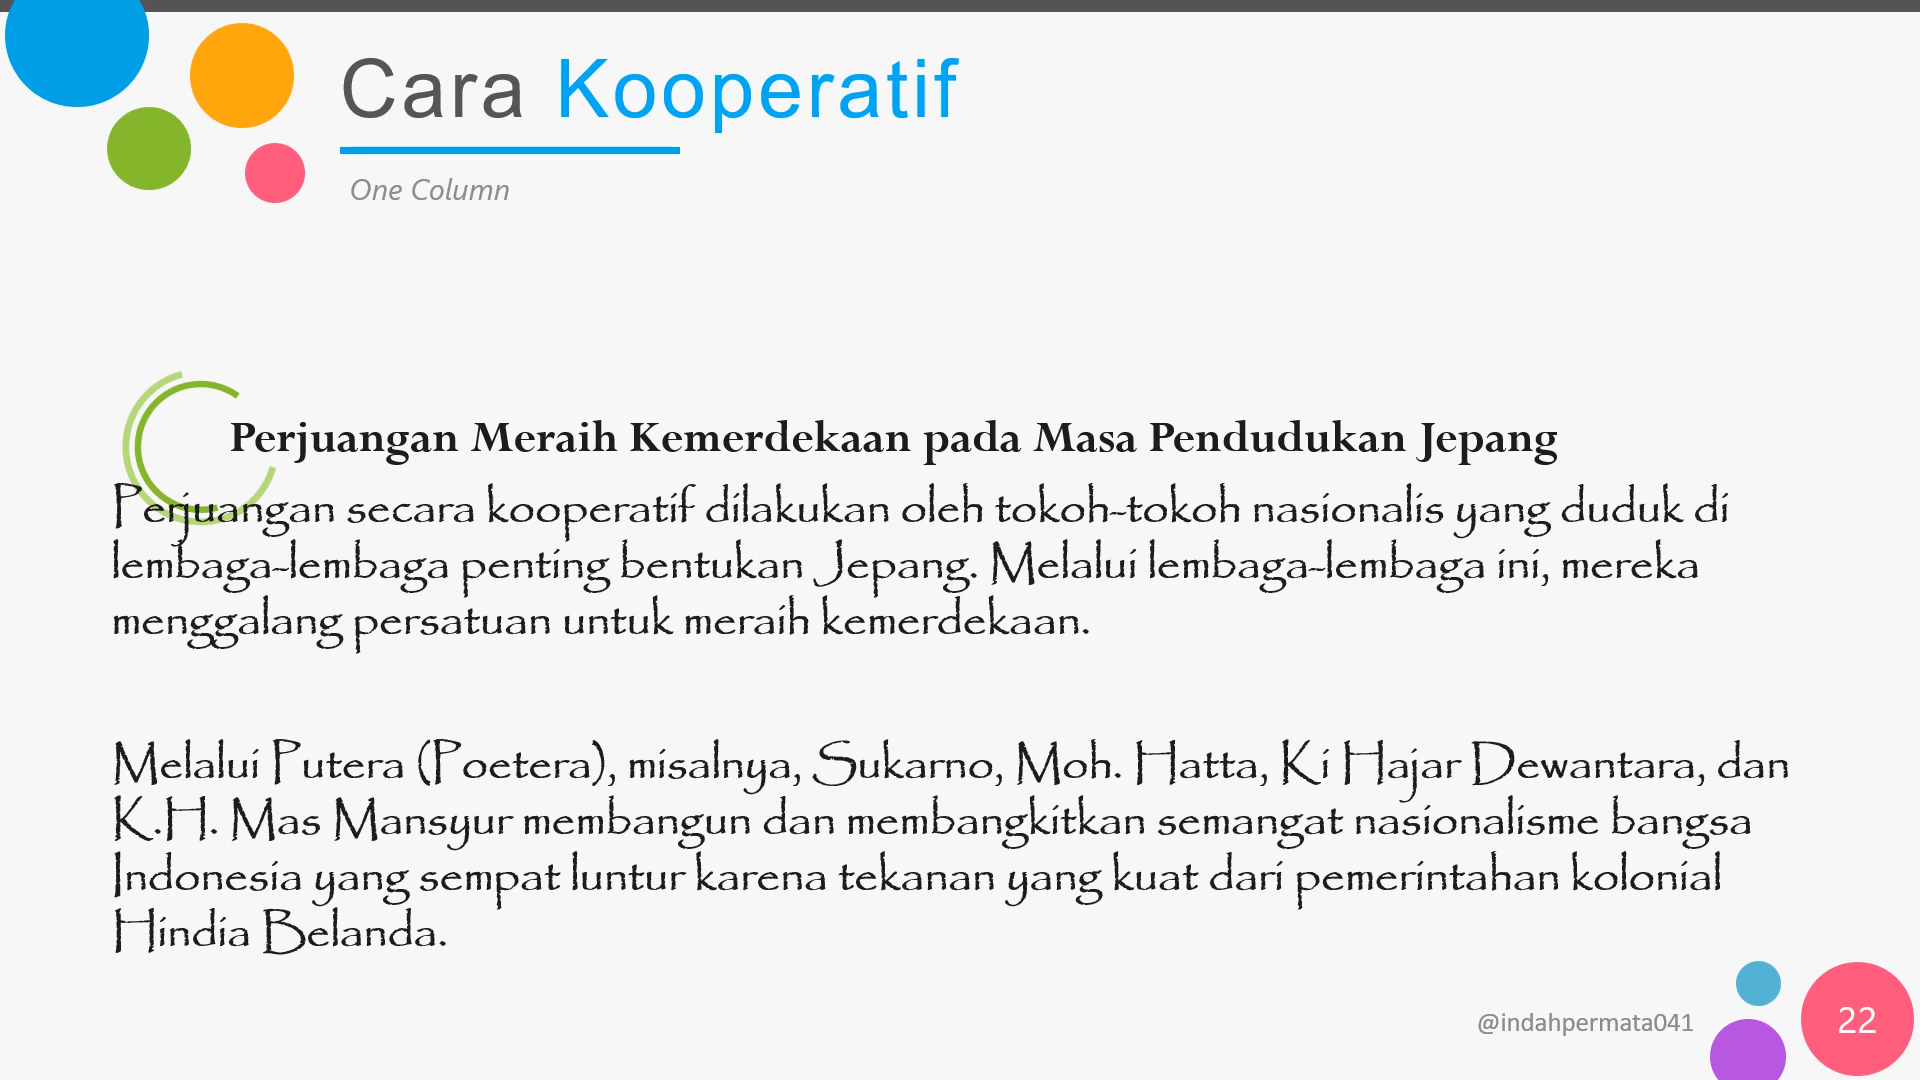 Cara Kooperatif
One Column
Perjuangan Meraih Kemerdekaan pada Masa Pendudukan Jepang
Perjuangan secara kooperatif dilakukan oleh tokoh-tokoh nasionalis yang duduk di
lembaga-lembaga penting bentukan Jepang. Melalui lembaga-lembaga ini, mereka
menggalang persatuan untuk meraih kemerdekaan.
Melalui Putera (Poetera), misalnya, Sukarno, Moh. Hatta, Ki Hajar Dewantara, dan
K.H. Mas Mansyur membangun dan membangkitkan semangat nasionalisme bangsa
Indonesia yang sempat luntur karena tekanan yang kuat dari pemerintahan kolonial
Hindia Belanda.
@indahpermata041
22